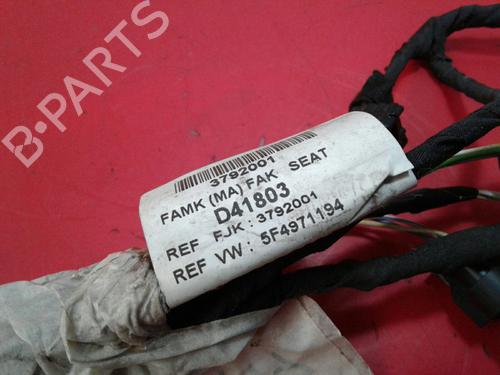 B-PARTS
3792001
FAMK (MA) FAK SEAT
D41803
REF FJK : 3792001
REF VW : 5F4971194